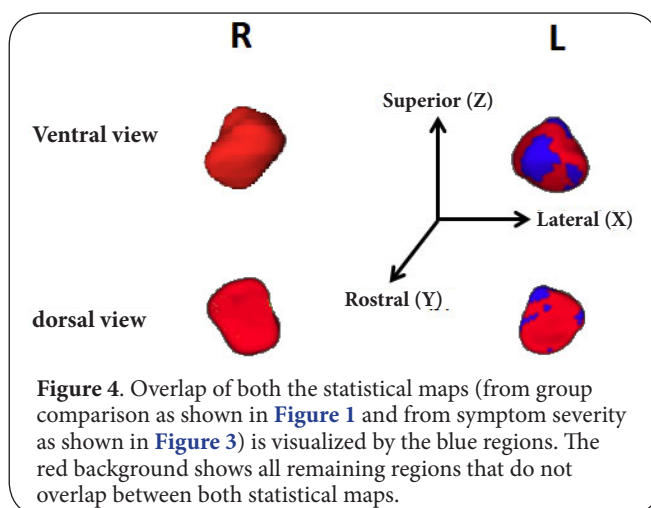 R L
Superior (Z)
Ventral view
Lateral (X)
Rostral (Y)
dorsal view
Figure 4. Overlap of both the statistical maps (from group
comparison as shown in Figure 1 and from symptom severity
as shown in Figure 3) is visualized by the blue regions. The
red background shows all remaining regions that do not
overlap between both statistical maps.